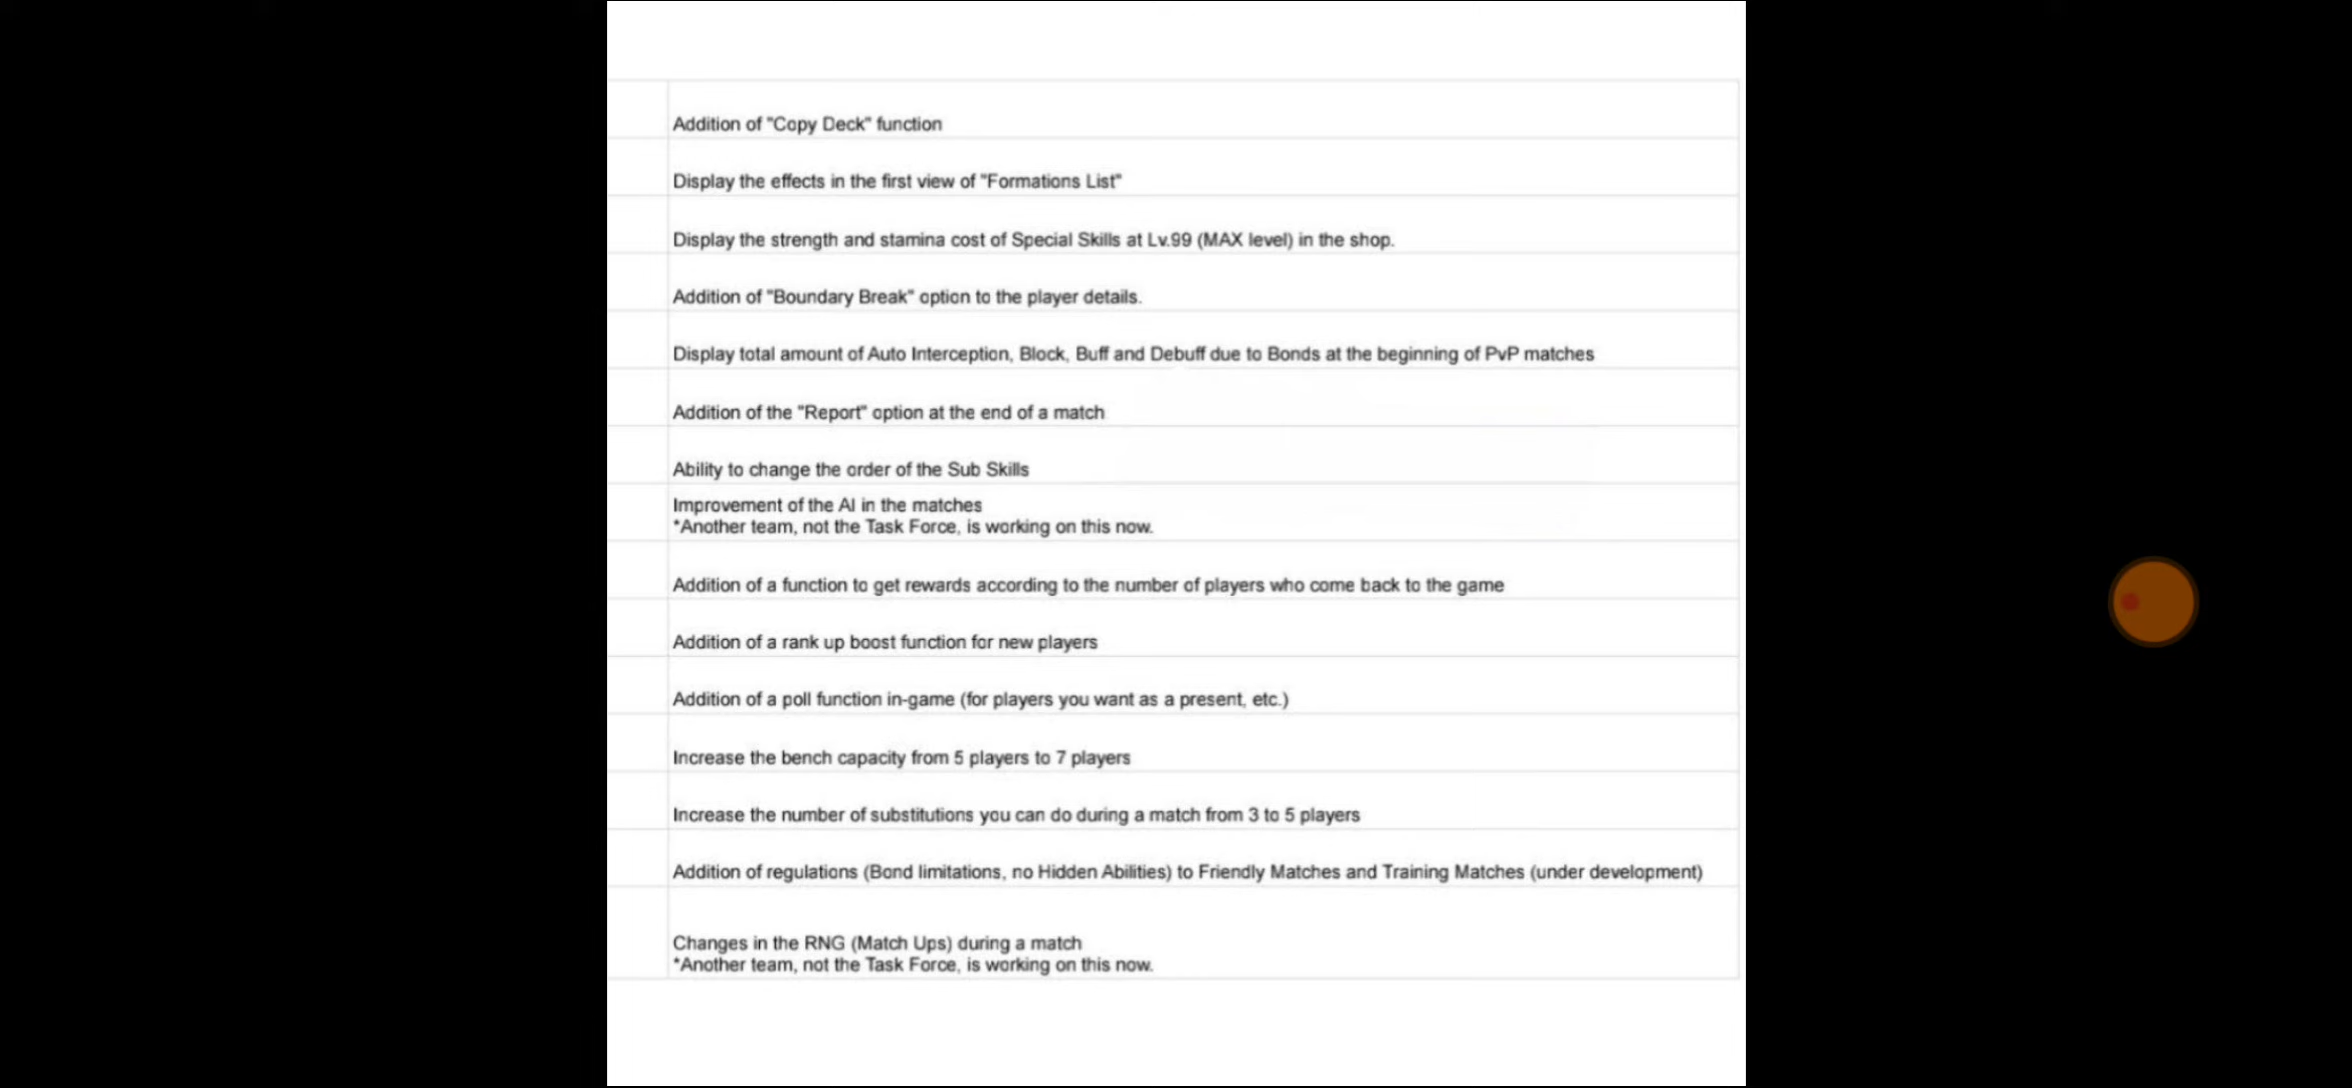 Addition of "Copy Deck" function
Display the effects in the first view of "Formations List"
Display the strength and stamina cost of Special Skills at Lv.99 (MAX level) in the shop.
Addition of "Boundary Break" option to the player details.
Display total amount of Auto Interception, Block, Buff and Debuff due to Bonds at the beginning of PvP matches
Addition of the "Report" option at the end of a match
Ability to change the order of the Sub Skills
Improvement of the AI in the matches
*Another team, not the Task Force, is working on this now.
Addition of a function to get rewards according to the number of players who come back to the game
Addition of a rank up boost function for new players
Addition of a poll function in-game (for players you want as a present, etc.)
Increase the bench capacity from 5 players to 7 players
Increase the number of substitutions you can do during a match from 3 to 5 players
Addition of regulations (Bond limitations, no Hidden Abilities) to Friendly Matches and Training Matches (under development)
Changes in the RNG (Match Ups) during a match
*Another team, not the Task Force, is working on this now.